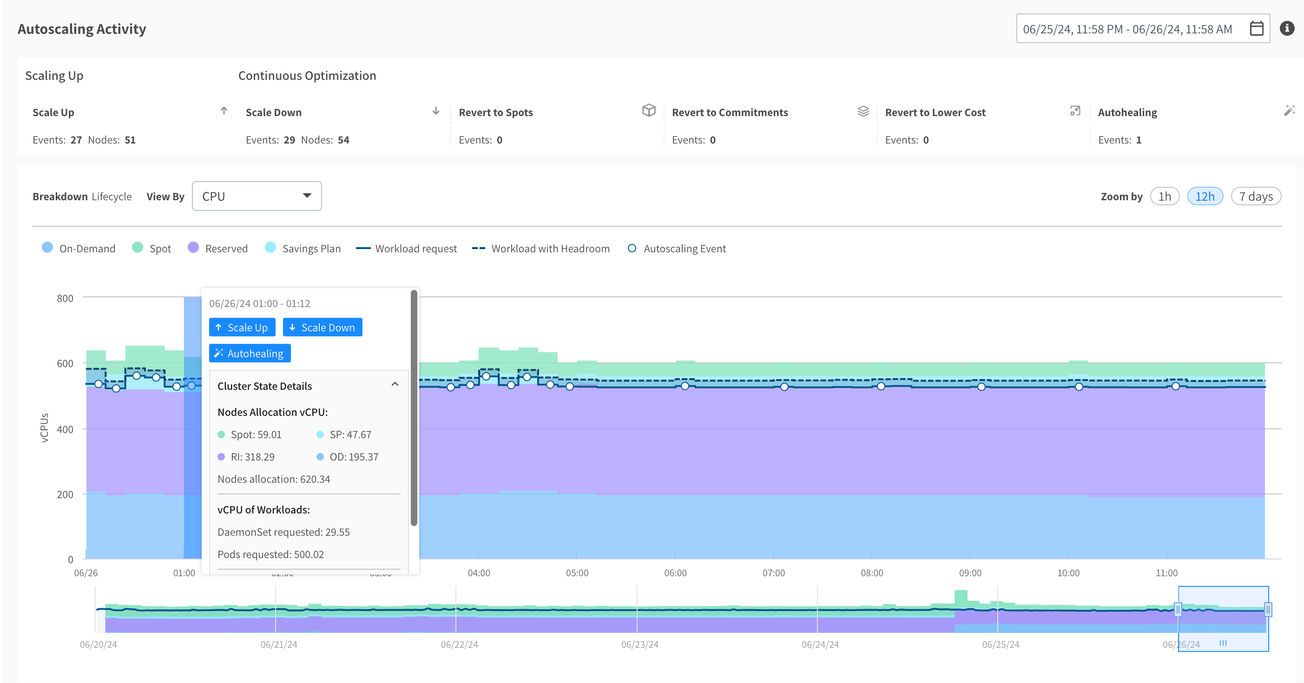 Autoscaling Activity
06/25/24, 11:58 PM - 06/26/24, 11:58 AM
Scaling Up
Continuous Optimization
Scale Up
Events: 27 Nodes: 51
Scale Down
Events: 29 Nodes: 54
Revert to Spots
Events: 0
Revert to Commitments
Events: 0
Revert to Lower Cost
Events: 0
Autohealing
Events: 1
Breakdown Lifecycle View By CPU
Zoom by 1h 12h 7 days
On-Demand Spot Reserved Savings Plan Workload request Workload with Headroom Autoscaling Event
vCPUs
800
600
400
200
0
06/26/24 01:00 - 01:12
Scale Up Scale Down
Autohealing
Cluster State Details
Nodes Allocation vCPU:
Spot: 59.01 SP: 47.67
RI: 318.29 OD: 195.37
Nodes allocation: 620.34
vCPU of Workloads:
DaemonSet requested: 29.55
Pods requested: 500.02
06/26 01:00 02:00 03:00 04:00 05:00 06:00 07:00 08:00 09:00 10:00 11:00
06/20/24 06/21/24 06/22/24 06/23/24 06/24/24 06/25/24 06/26/24